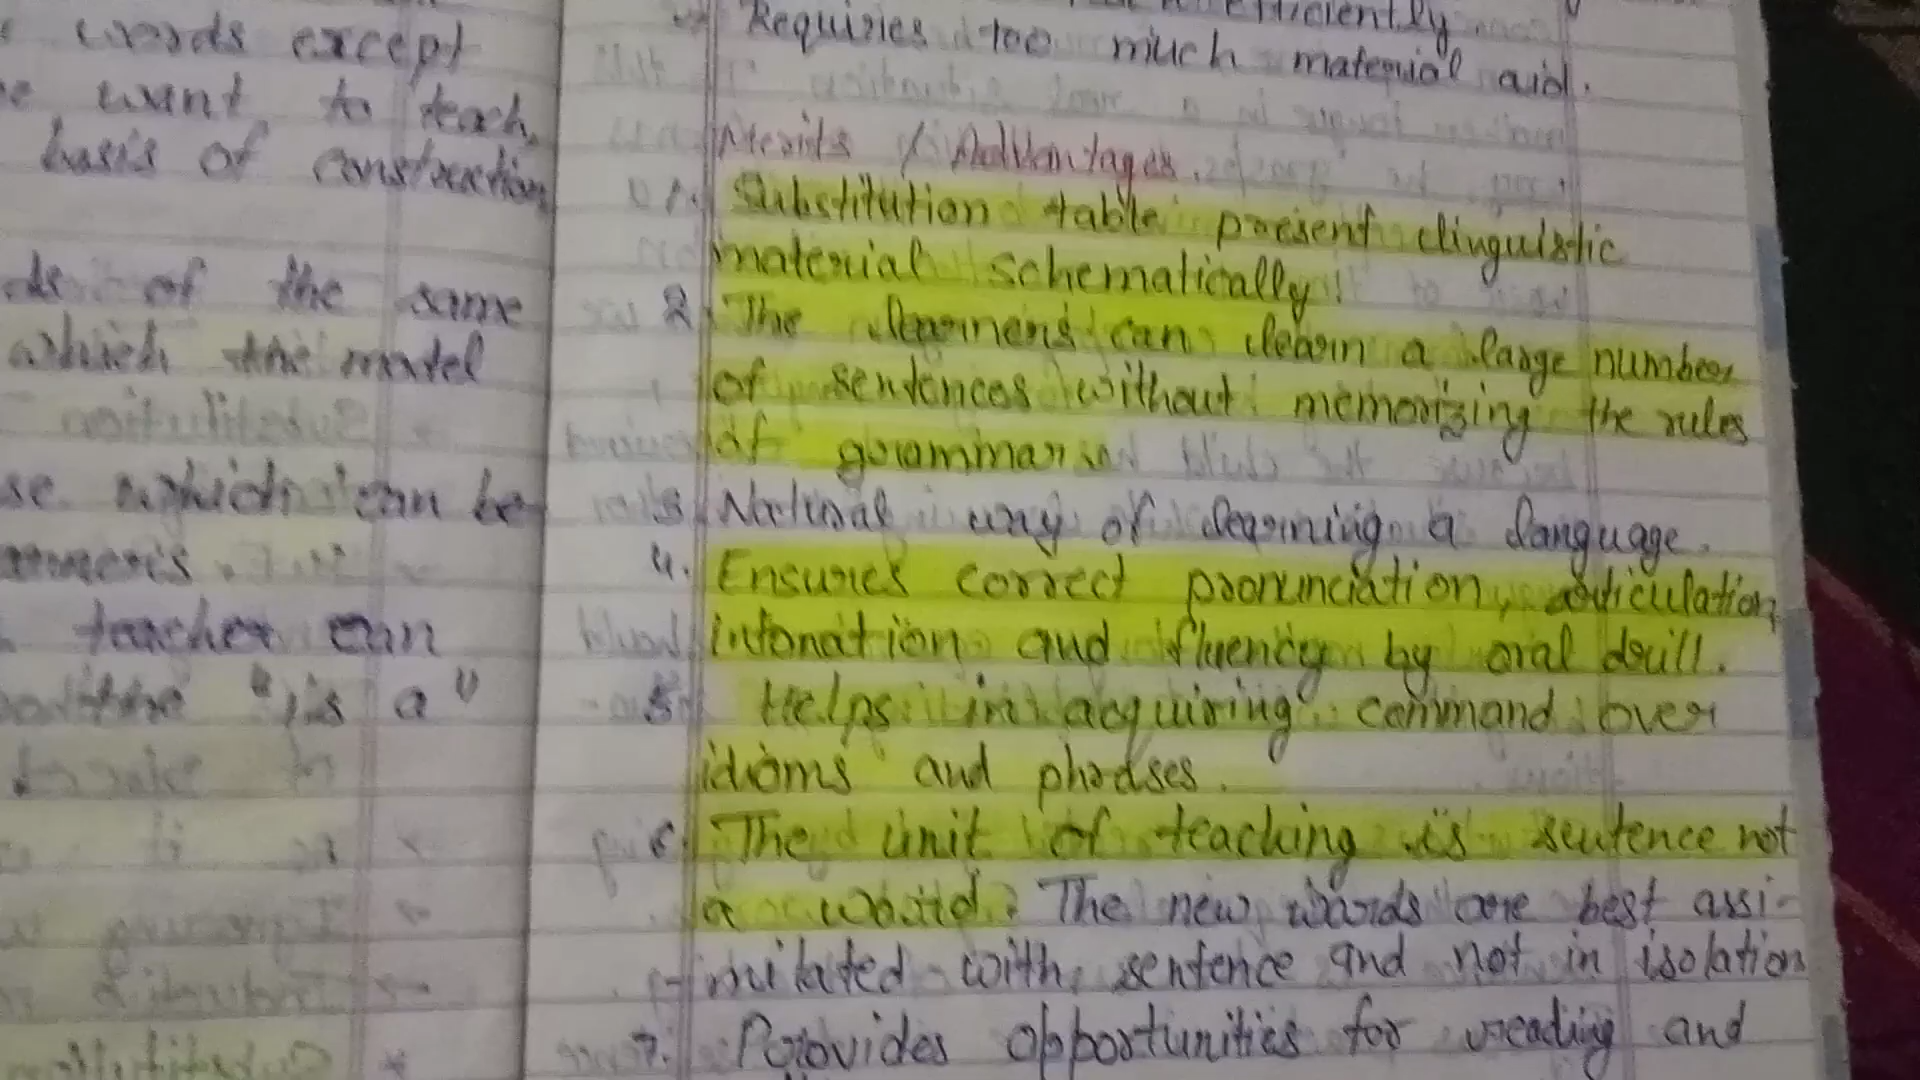 words except
want to teach,
basis of construction
of the same
which the model
which can be
teacher can
"is a"
efficiently
Requires too much material aid.
Merits / Advantages.
1. Substitution table present linguistic
material schematically
2. The learners can learn a large number
of sentences without memorizing the rules
of grammar
3. Natural way of learning a language.
4. Ensures correct pronunciation, articulation,
intonation and fluency by oral drill.
5. Helps in acquiring command over
idioms and phrases.
6. The unit of teaching is sentence not
a word. The new words are best assi-
-milated with sentence and not in isolation
7. Provides opportunities for reading and